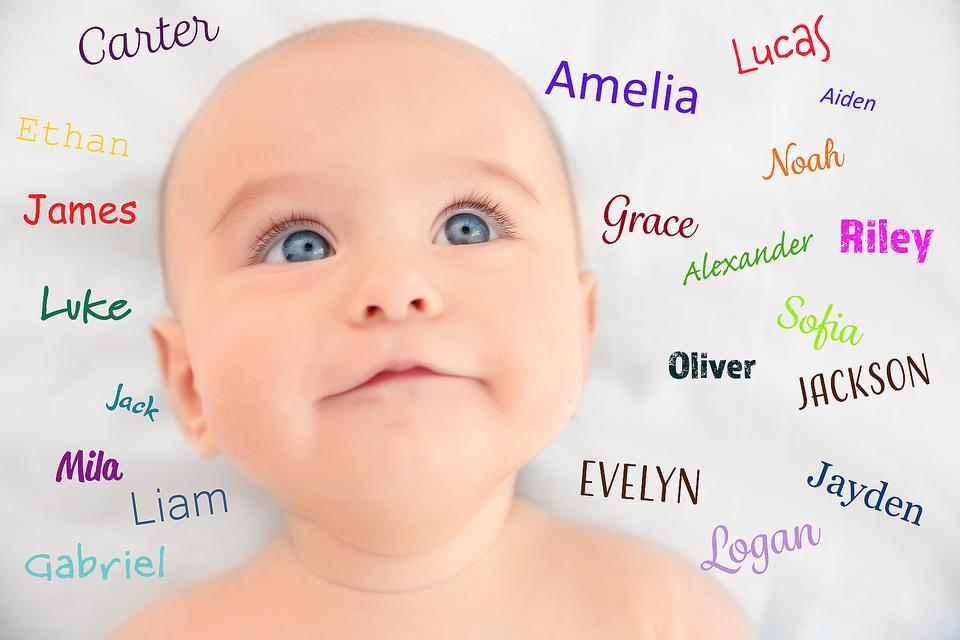 Carter
Ethan
James
Luke
Jack
Mila
Liam
Gabriel
Lucas
Amelia
Aiden
Noah
Grace
Riley
Alexander
Sofia
Oliver
JACKSON
EVELYN
Jayden
Logan